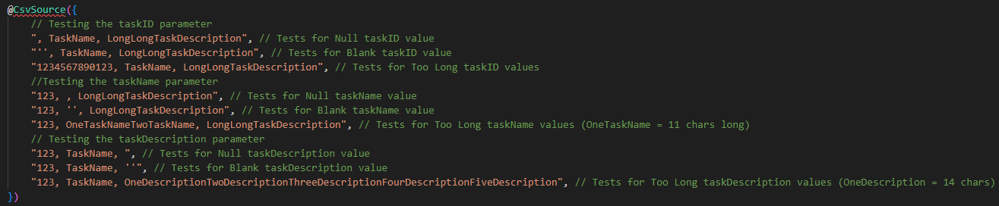 @CsvSource({
// Testing the taskID parameter
", TaskName, LongLongTaskDescription", // Tests for Null taskID value
"'', TaskName, LongLongTaskDescription", // Tests for Blank taskID value
"1234567890123, TaskName, LongLongTaskDescription", // Tests for Too Long taskID values
//Testing the taskName parameter
"123, , LongLongTaskDescription", // Tests for Null taskName value
"123, '', LongLongTaskDescription", // Tests for Blank taskName value
"123, OneTaskNameTwoTaskName, LongLongTaskDescription", // Tests for Too Long taskName values (OneTaskName = 11 chars long)
// Testing the taskDescription parameter
"123, TaskName, ", // Tests for Null taskDescription value
"123, TaskName, ''", // Tests for Blank taskDescription value
"123, TaskName, OneDescriptionTwoDescriptionThreeDescriptionFourDescriptionFiveDescription", // Tests for Too Long taskDescription values (OneDescription = 14 chars)
})